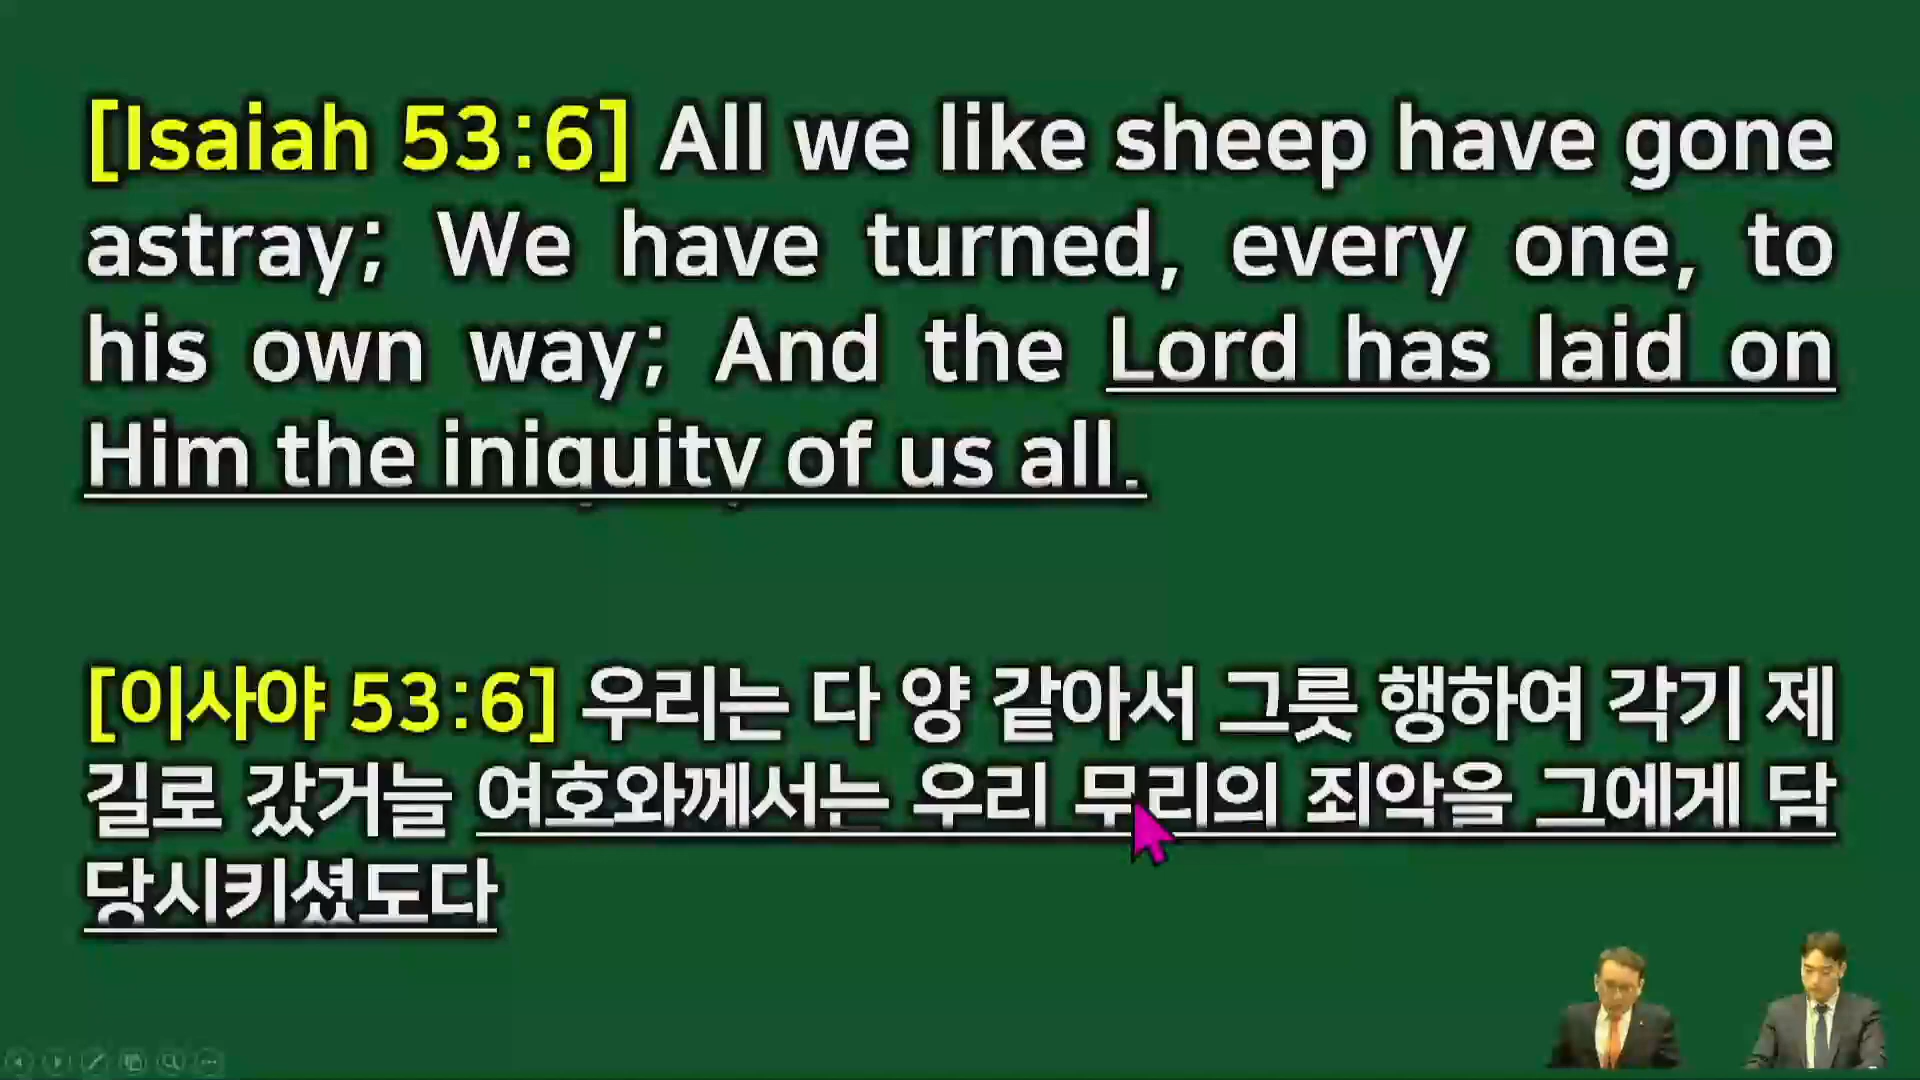 [Isaiah 53:6] All we like sheep have gone
astray; We have turned, every one, to
his own way; And the Lord has laid on
Him the iniquity of us all.
[이사야 53:6] 우리는 다 양 같아서 그릇 행하여 각기 제
길로 갔거늘 여호와께서는 우리 무리의 죄악을 그에게 담
당시키셨도다